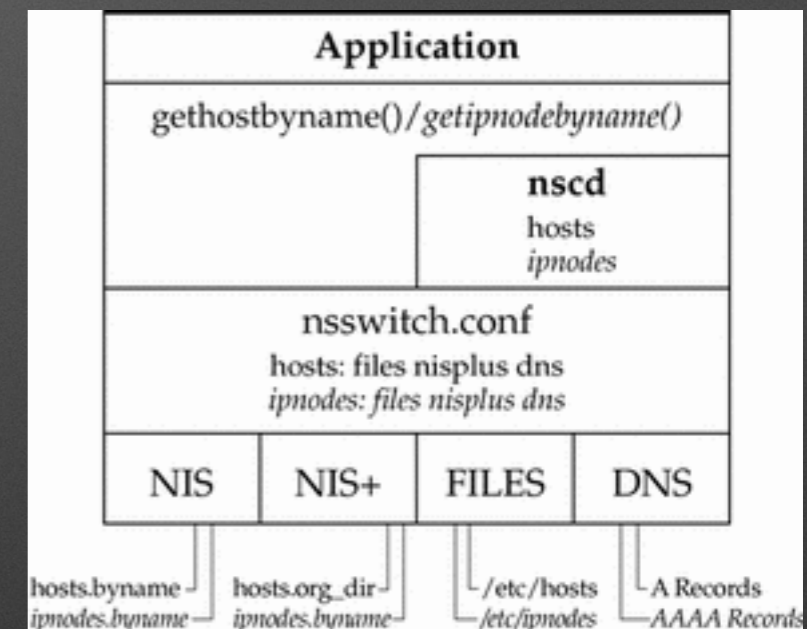 Application
gethostbyname()/getipnodebyname()
nscd
hosts
ipnodes
nsswitch.conf
hosts: files nisplus dns
ipnodes: files nisplus dns
NIS NIS+ FILES DNS
hosts.byname hosts.org_dir /etc/hosts A Records
ipnodes.byname ipnodes.byname /etc/ipnodes AAAA Records